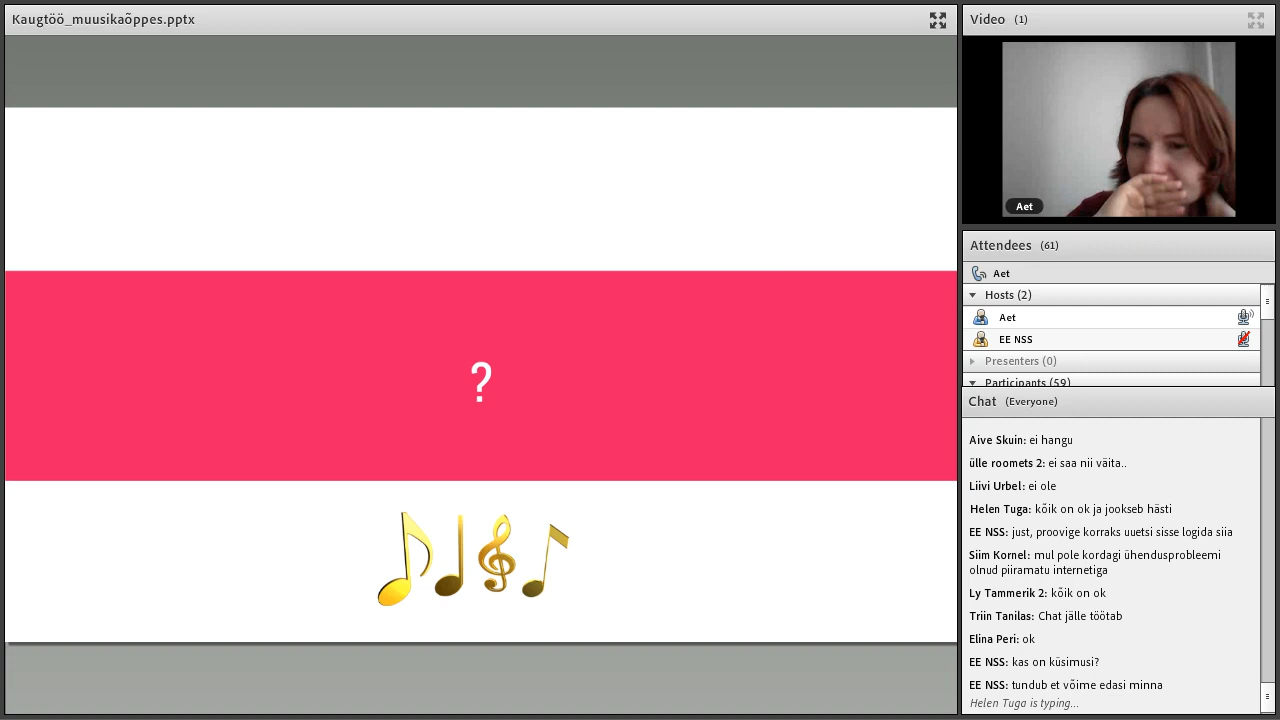 Kaugtöö_muusikaõppes.pptx
?
Video (1)
Aet
Attendees (61)
Aet
Hosts (2)
Aet
EE NSS
Presenters (0)
Participants (59)
Chat (Everyone)
Aive Skuin: ei hangu
ülle roomets 2: ei saa nii väita..
Liivi Urbel: ei ole
Helen Tuga: kõik on ok ja jookseb hästi
EE NSS: just, proovige korraks uuetsi sisse logida siia
Siim Kornel: mul pole kordagi ühendusprobleemi
olnud piiramatu internetiga
Ly Tammerik 2: kõik on ok
Triin Tanilas: Chat jälle töötab
Elina Peri: ok
EE NSS: kas on küsimusi?
EE NSS: tundub et võime edasi minna
Helen Tuga is typing...